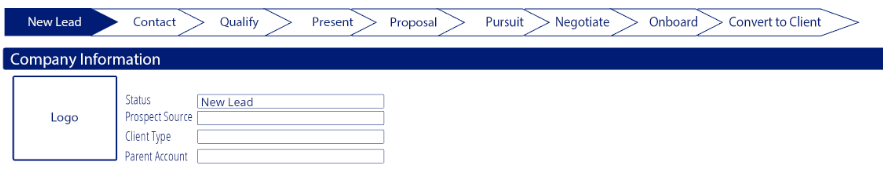 New Lead Contact Qualify Present Proposal Pursuit Negotiate Onboard Convert to Client
Company Information
Logo
Status New Lead
Prospect Source
Client Type
Parent Account